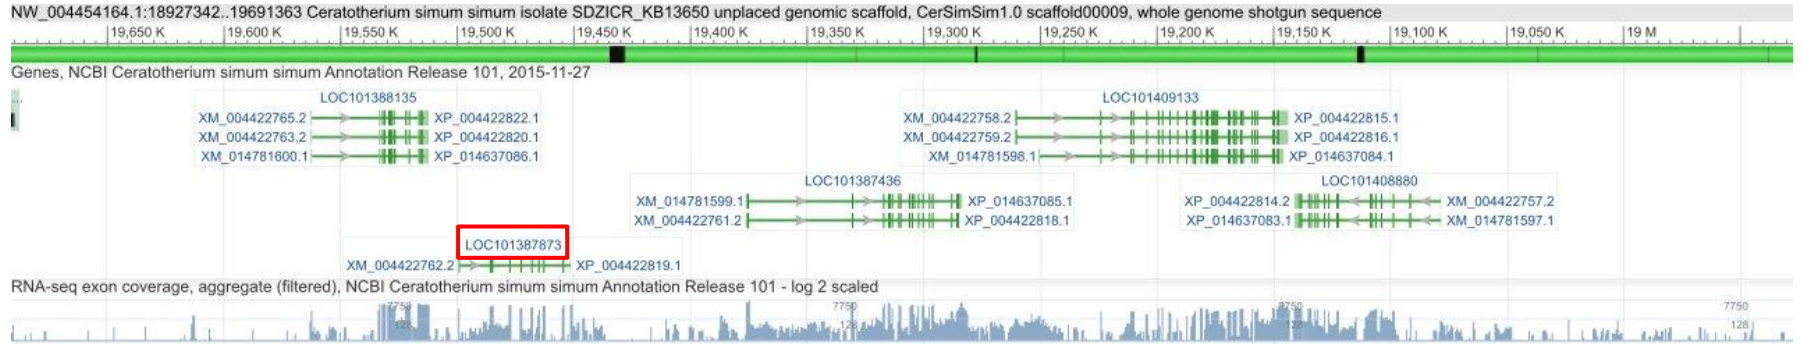 NW_004454164.1:18927342..19691363 Ceratotherium simum simum isolate SDZICR_KB13650 unplaced genomic scaffold, CerSimSim1.0 scaffold00009, whole genome shotgun sequence
19,650 K 19,600 K 19,550 K 19,500 K 19,450 K 19,400 K 19,350 K 19,300 K 19,250 K 19,200 K 19,150 K 19,100 K 19,050 K 19 M
Genes, NCBI Ceratotherium simum simum Annotation Release 101, 2015-11-27
...
LOC101388135 LOC101409133
XM_004422765.2 XP_004422822.1 XM_004422758.2 XP_004422815.1
XM_004422763.2 XP_004422820.1 XM_004422759.2 XP_004422816.1
XM_014781600.1 XP_014637086.1 XM_014781598.1 XP_014637084.1
LOC101387436 LOC101408880
XM_014781599.1 XP_014637085.1 XP_004422814.2 XM_004422757.2
XM_004422761.2 XP_004422818.1 XP_014637083.1 XM_014781597.1
LOC101387873
XM_004422762.2 XP_004422819.1
RNA-seq exon coverage, aggregate (filtered), NCBI Ceratotherium simum simum Annotation Release 101 - log 2 scaled
7750 7750 7750 7750
128 128 128 128